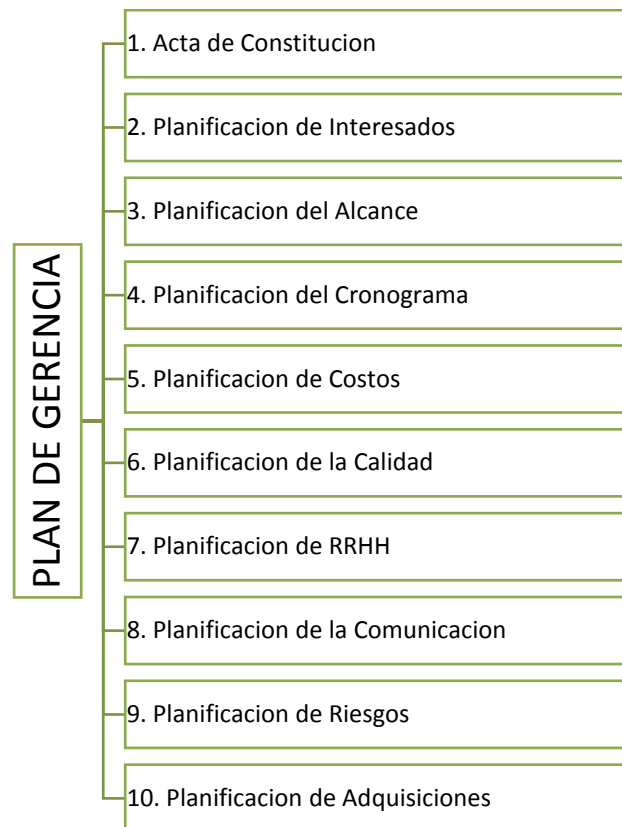 PLAN DE GERENCIA
1. Acta de Constitucion
2. Planificacion de Interesados
3. Planificacion del Alcance
4. Planificacion del Cronograma
5. Planificacion de Costos
6. Planificacion de la Calidad
7. Planificacion de RRHH
8. Planificacion de la Comunicacion
9. Planificacion de Riesgos
10. Planificacion de Adquisiciones